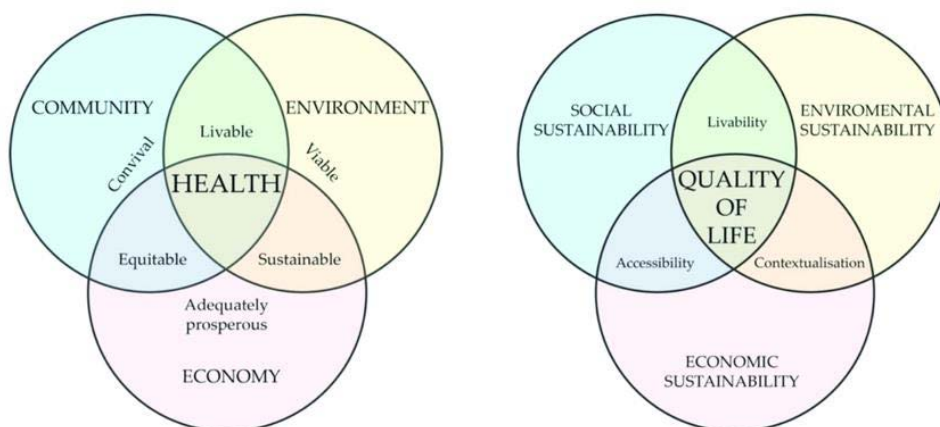 COMMUNITY
ENVIRONMENT
Livable
Convival
Viable
HEALTH
Equitable
Sustainable
Adequately
prosperous
ECONOMY
SOCIAL
SUSTAINABILITY
ENVIROMENTAL
SUSTAINABILITY
Livability
QUALITY
OF
LIFE
Accessibility
Contextualisation
ECONOMIC
SUSTAINABILITY